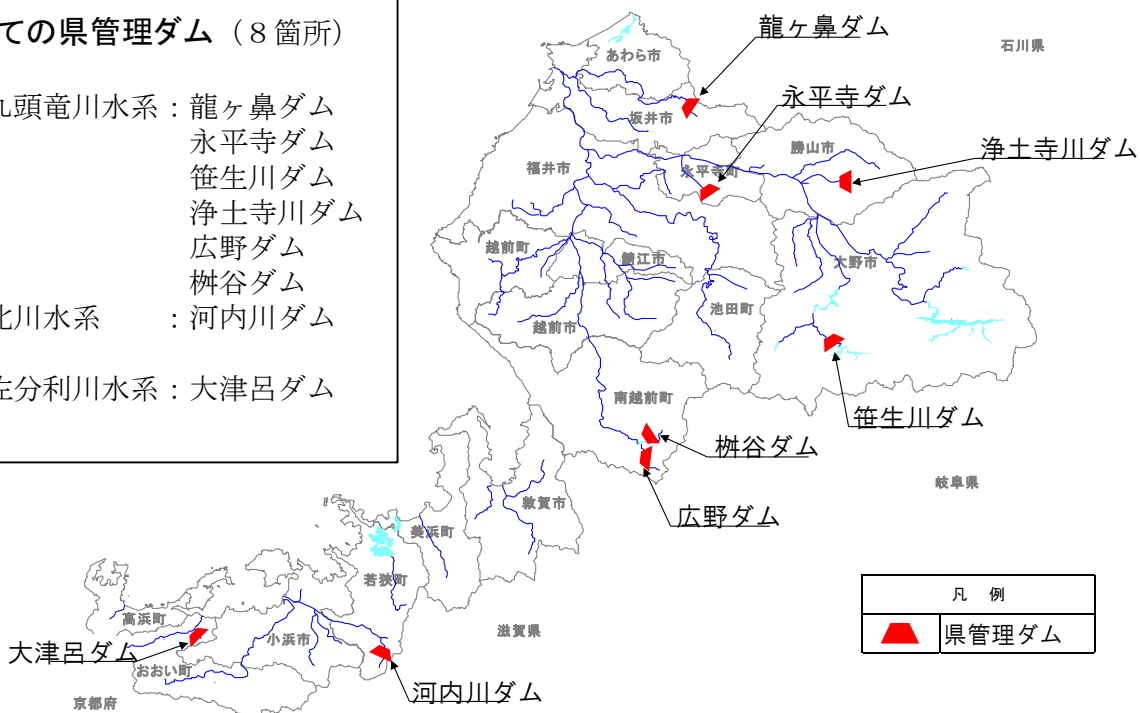 ての県管理ダム（８箇所）
九頭竜川水系：龍ヶ鼻ダム
永平寺ダム
笹生川ダム
浄土寺川ダム
広野ダム
桝谷ダム
北川水系　　：河内川ダム
佐分利川水系：大津呂ダム
龍ヶ鼻ダム
石川県
あわら市
永平寺ダム
坂井市
勝山市
浄土寺川ダム
福井市
永平寺町
越前町
鯖江市
大野市
池田町
越前市
笹生川ダム
南越前町
桝谷ダム
岐阜県
広野ダム
敦賀市
美浜町
若狭町
凡 例
県管理ダム
高浜町
小浜市
滋賀県
大津呂ダム
おおい町
河内川ダム
京都府